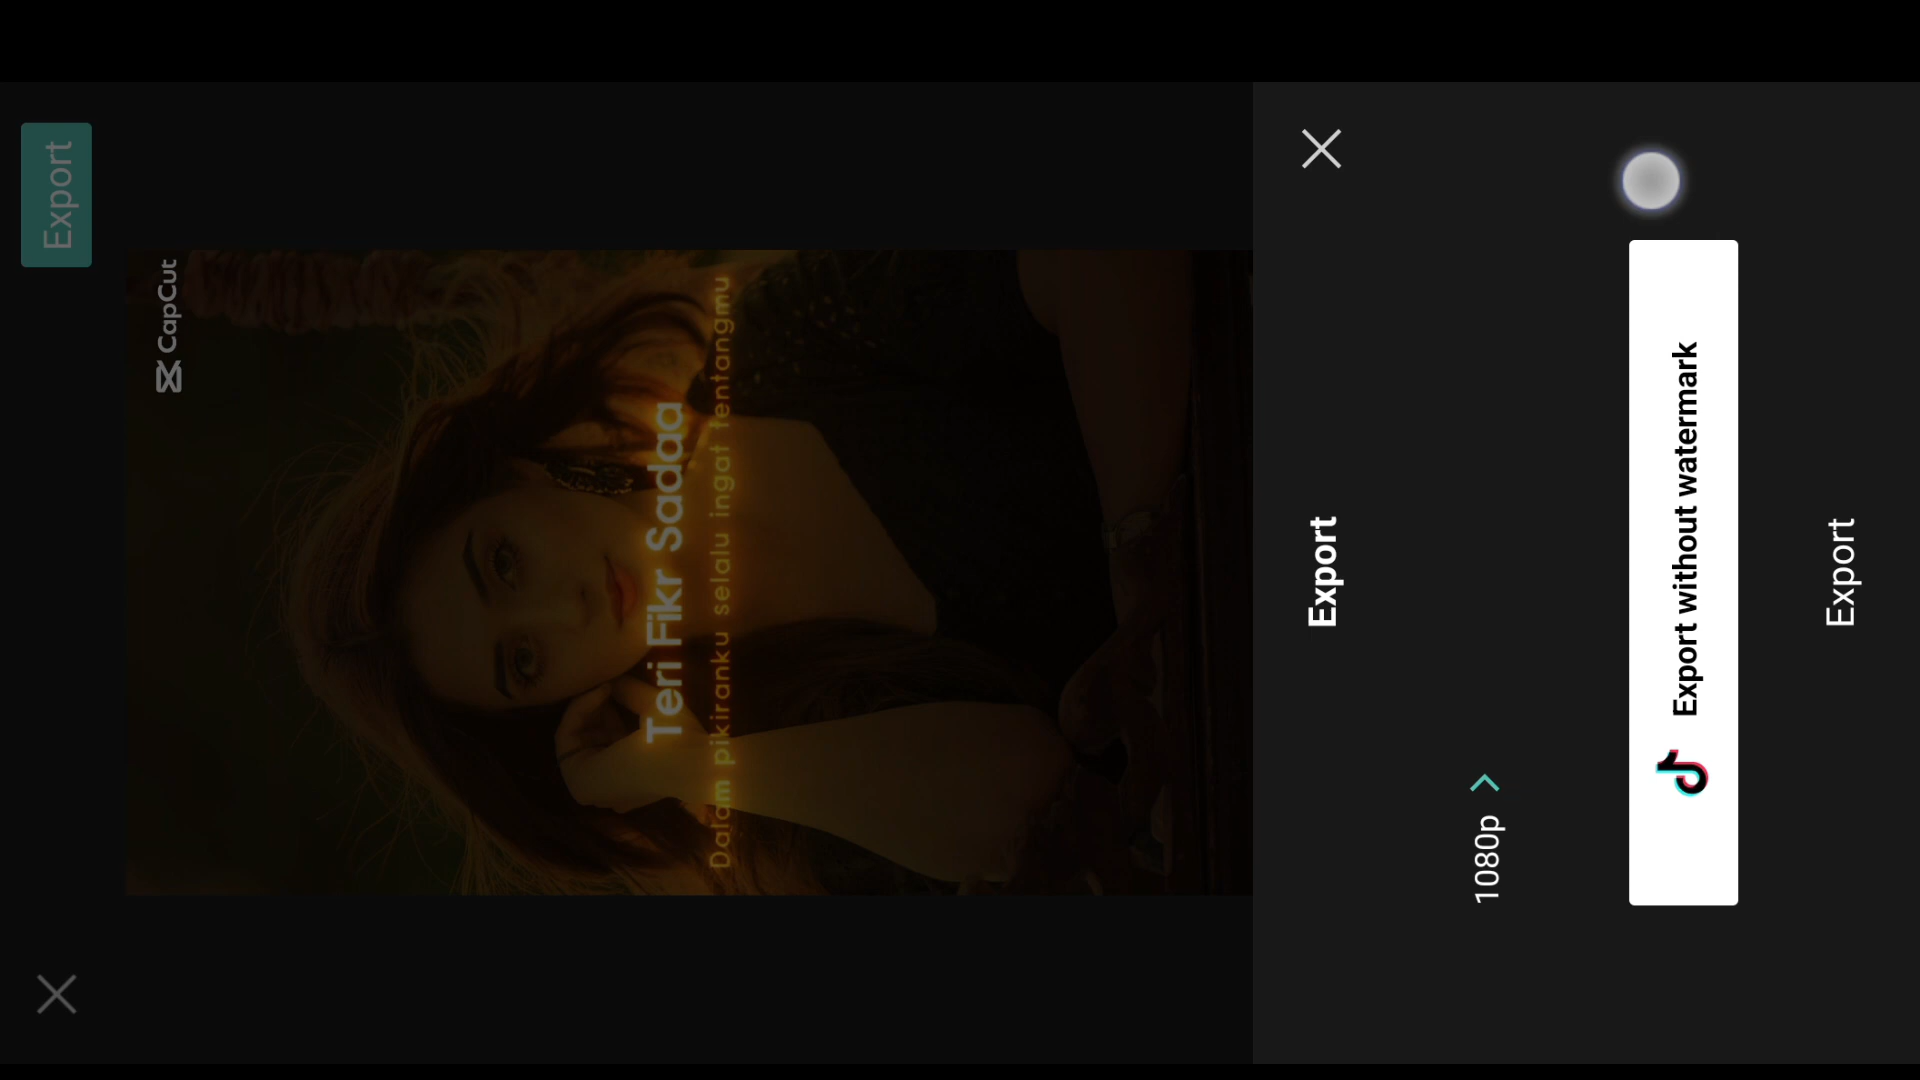 Export
CapCut
Teri Fikr Sadaa
Dalam pikiranku selalu ingat tentangmu
Export
1080p
Export without watermark
Export